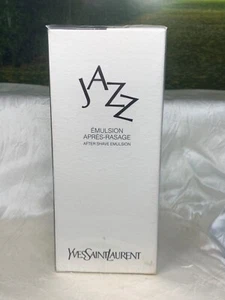 JAZZ
ÉMULSION
APRÈS-RASAGE
AFTER SHAVE EMULSION
YVESSAINTLAURENT